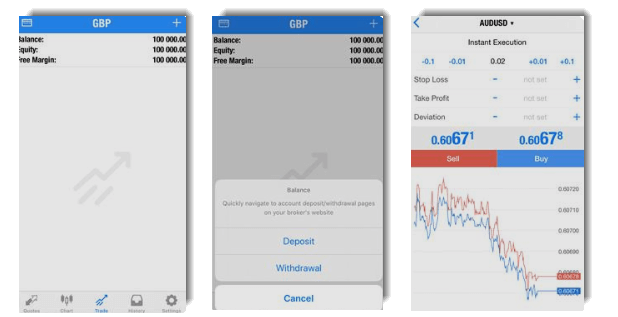 GBP
+
Balance: 100 000.00
Equity: 100 000.00
Free Margin: 100 000.00
Quotes
Chart
Trade
History
Settings
GBP
+
Balance: 100 000.00
Equity: 100 000.00
Free Margin: 100 000.00
Balance
Quickly navigate to account deposit/withdrawal pages
on your broker's website
Deposit
Withdrawal
Cancel
AUDUSD
Instant Execution
-0.1 -0.01 0.02 +0.01 +0.1
Stop Loss - not set +
Take Profit - not set +
Deviation - not set +
0.60671 0.60678
Sell Buy
0.60720
0.60710
0.60700
0.60690
0.60680
0.60678
0.60671